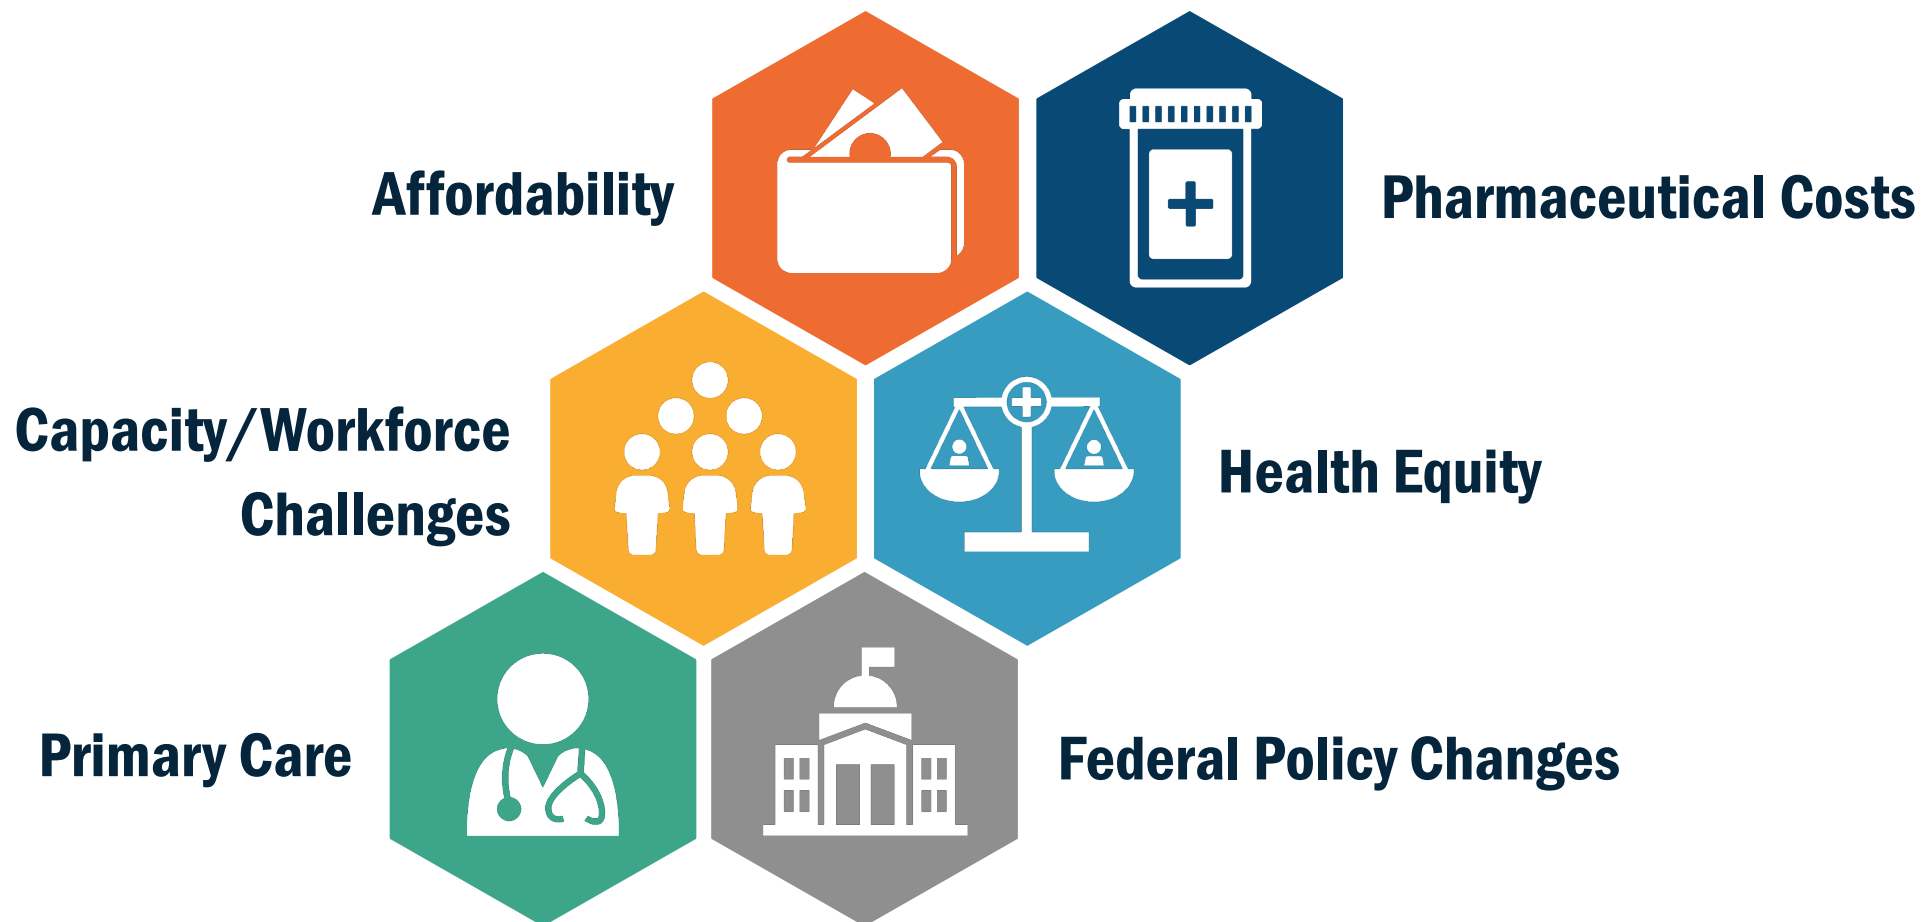 Affordability
Pharmaceutical Costs
Capacity/Workforce
Challenges
Health Equity
Primary Care
Federal Policy Changes